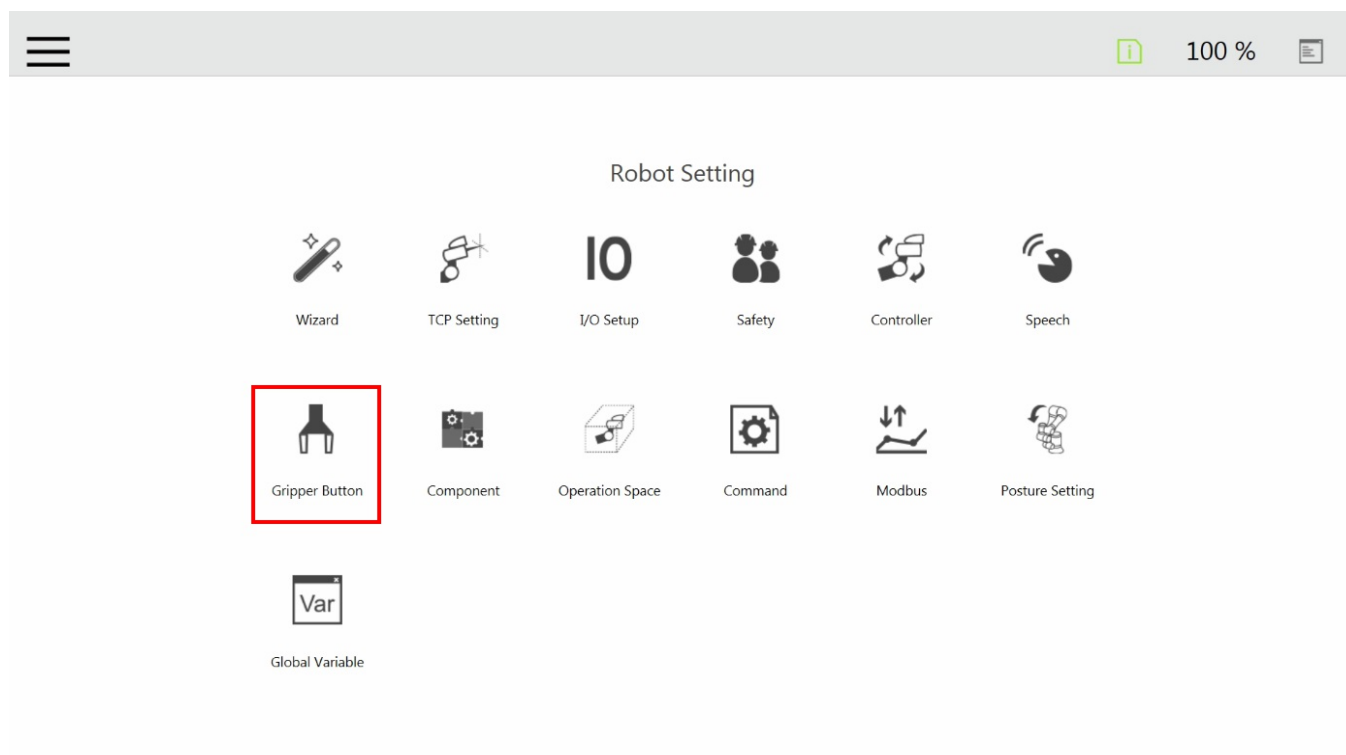 100 %
Robot Setting
IO
Wizard
TCP Setting
I/O Setup
Safety
Controller
Speech
Gripper Button
Component
Operation Space
Command
Modbus
Posture Setting
Var
Global Variable